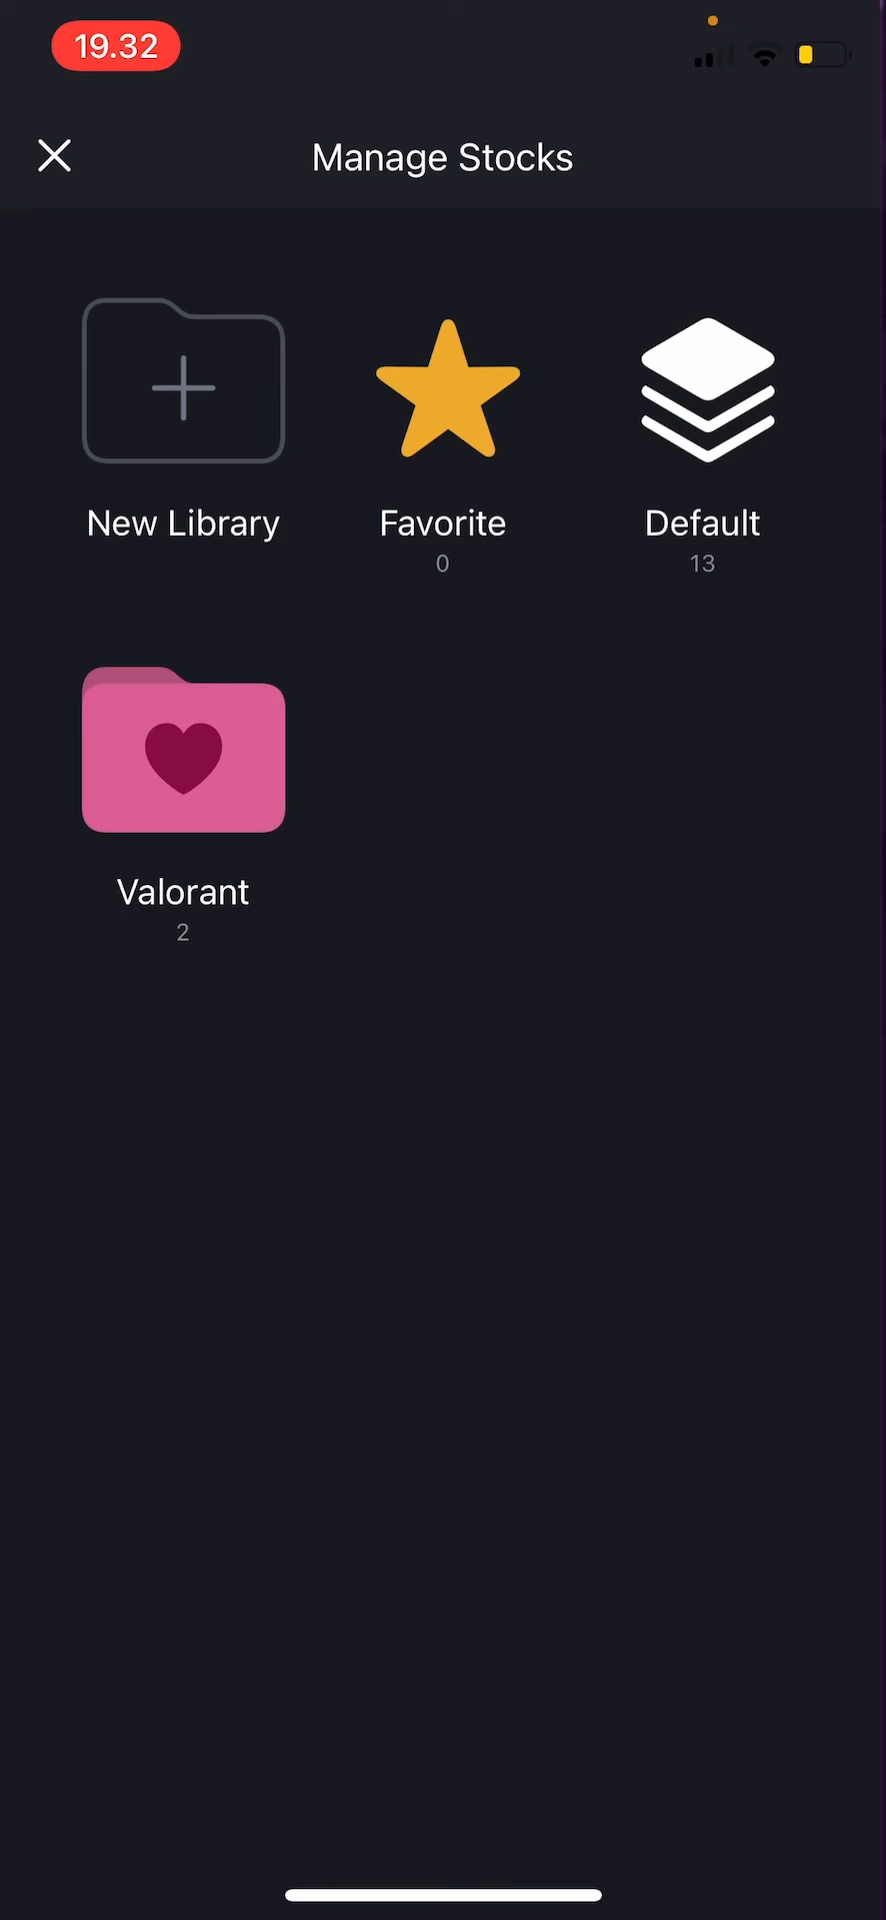 19.32
Manage Stocks
New Library
Favorite
Default
0
13
Valorant
2